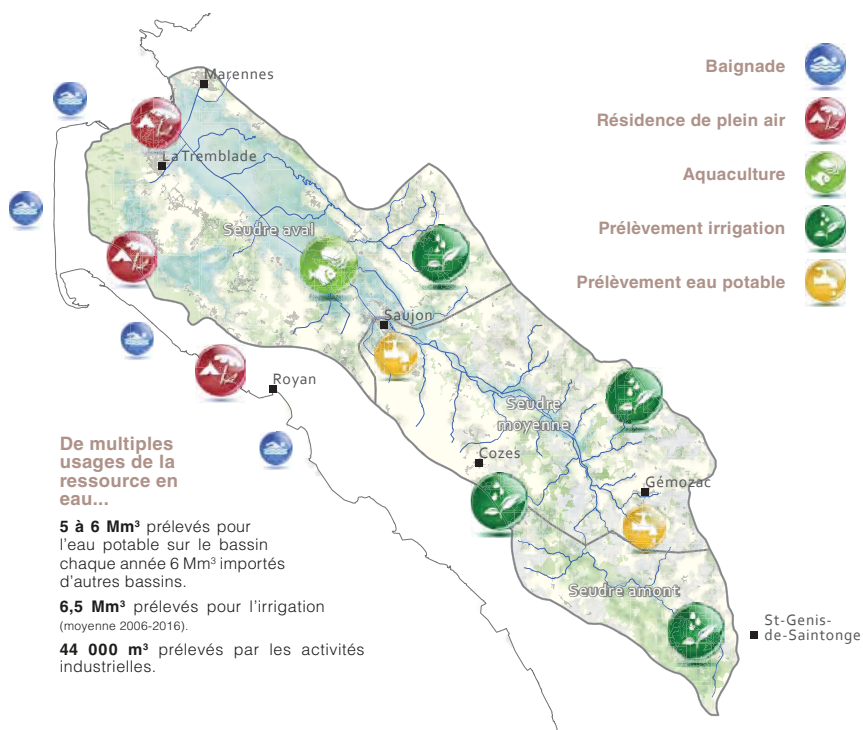 Marennes
La Tremblade
Seudre aval
Saujon
Royan
Seudre
moyenne
Cozes
Gémozac
Seudre amont
St-Genis-
de-Saintonge
Baignade
Résidence de plein air
Aquaculture
Prélèvement irrigation
Prélèvement eau potable
De multiples
usages de la
ressource en
eau...
5 à 6 Mm³ prélevés pour
l'eau potable sur le bassin
chaque année 6 Mm³ importés
d'autres bassins.
6,5 Mm³ prélevés pour l'irrigation
(moyenne 2006-2016).
44 000 m³ prélevés par les activités
industrielles.